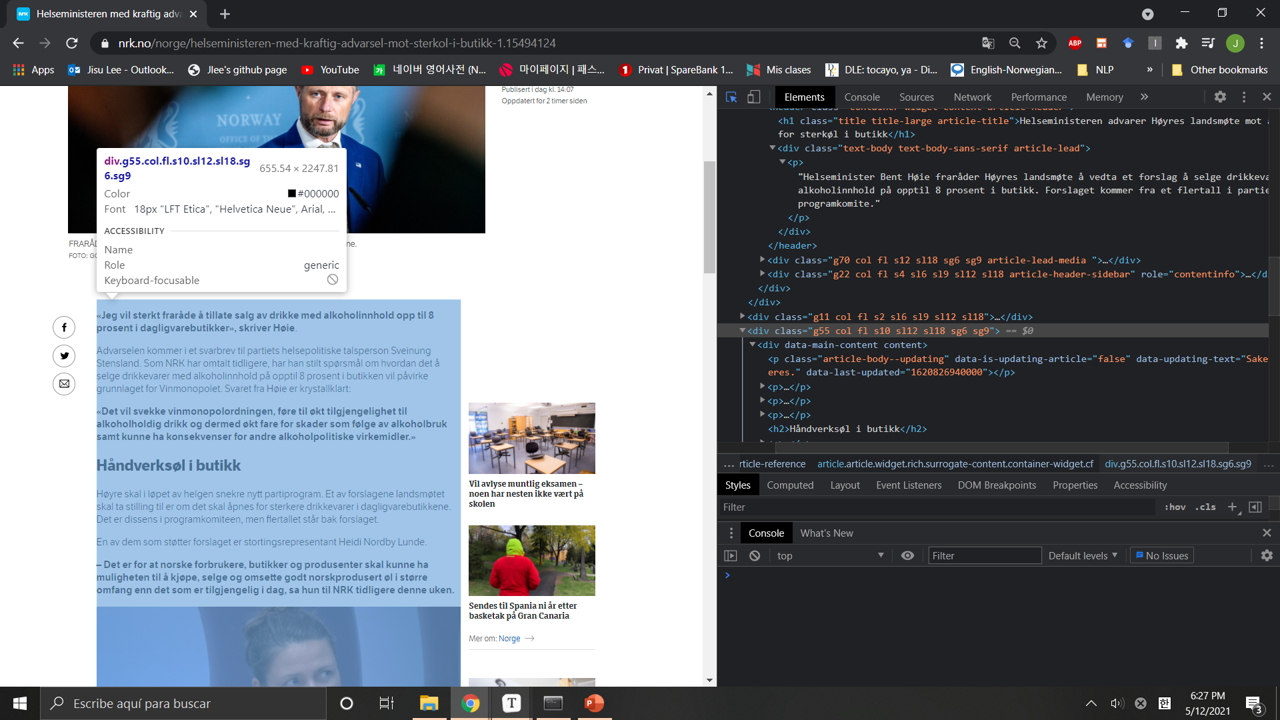 Helserministeren advar
nrk.no/norge/helseministeren-kraftig-advarsel-mot-sterkol-i-butikk-1.15494124
ABP
I
J
Apps
Jisu Lee - Outlook...
Jlee's github page
YouTube
네이버 영어사전 (N...
마이페이지 | 패스...
Privat | SpareBank 1...
Mis classes
DLE: tocayo, ya - Di...
English-Norwegian...
NLP
»
Other bookmarks
NORWAY
OFFICE OF T
Publisert i dag kl. 14:07
Oppdatert for 2 timer siden
div.g55.col.fl.s10.sl12.sl18.sg
6.sg9
655.54 × 2247.81
Color #000000
Font 18px "LFT Etica", "Helvetica Neue", Arial, ...
ACCESSIBILITY
Name
Role generic
Keyboard-focusable
ne.
«Jeg vil sterkt fraråde å tillate salg av drikke med alkoholinnhold opp til 8
prosent i dagligvarebutikker», skriver Høie.
Advarselen kommer i et svarbrev til partiets helsepolitiske talsperson Sveinung
Stensland. Som NRK har omtalt tidligere, har han stilt spørsmål om hvordan det å
selge drikkevarer med alkoholinnhold på opptil 8 prosent i butikken vil påvirke
grunnlaget for Vinmonopolet. Svaret fra Høie er krystallklart:
«Det vil svekke vinmonopolordningen, føre til økt tilgjengelighet til
alkoholholdig drikk og dermed økt fare for skader som følge av alkoholbruk
samt kunne ha konsekvenser for andre alkoholpolitiske virkemidler.»
Håndverksøl i butikk
Høyre skal i løpet av helgen snekre nytt partiprogram. Et av forslagene landsmøtet
skal ta stilling til er om det skal åpnes for sterkere drikkevarer i dagligvarebutikkene.
Det er dissens i programkomiteen, men flertallet står bak forslaget.
En av dem som støtter forslaget er stortingsrepresentant Heidi Nordby Lunde.
– Det er for at norske forbrukere, butikker og produsenter skal kunne ha
muligheten til å kjøpe, selge og omsette godt norskprodusert øl i større
omfang enn det som er tilgjengelig i dag, sa hun til NRK tidligere denne uken.
Vil avlyse muntlig eksamen –
noen har nesten ikke vært på
skolen
Sendes til Spania ni år etter
basketak på Gran Canaria
Mer om: Norge →
Elements
Console
Sources
Network
Performance
Memory
»
<h1 class="title title-large article-title">Helseministeren advarer Høyres landsmøte mot
for sterkøl i butikk</h1>
▼<div class="text-body text-body-sans-serif article-lead">
▼<p>
"Helseminister Bent Høie fraråder Høyres landsmøte å vedta et forslag å selge drikkeva
alkoholinnhold på opptil 8 prosent i butikk. Forslaget kommer fra et flertall i partie
programkomite."
</p>
</div>
</header>
▶<div class="g70 col fl s12 sl18 sg6 sg9 article-lead-media ">…</div>
▶<div class="g22 col fl s4 sl6 sl9 sl12 sl18 article-header-sidebar" role="contentinfo">…</d
</div>
</div>
▶<div class="g11 col fl s2 sl6 sl9 sl12 sl18">…</div>
▼<div class="g55 col fl s10 sl12 sl18 sg6 sg9"> == $0
▼<div data-main-content content>
<p class="article-body--updating" data-is-updating-article="false" data-updating-text="Sake
eres." data-last-updated="1620826940000"></p>
▶<p>…</p>
▶<p>…</p>
▶<p>…</p>
<h2>Håndverksøl i butikk</h2>
... rticle-reference article.article.widget.rich.surrogate-content.container-widget.cf div.g55.col.fl.s10.sl12.sl18.sg6.sg9 ...
Styles
Computed
Layout
Event Listeners
DOM Breakpoints
Properties
Accessibility
Filter
:hov .cls +
Console
What's New
top
Filter
Default levels
No Issues
Escribe aquí para buscar
T
한
6:27 PM
5/12/2021
3